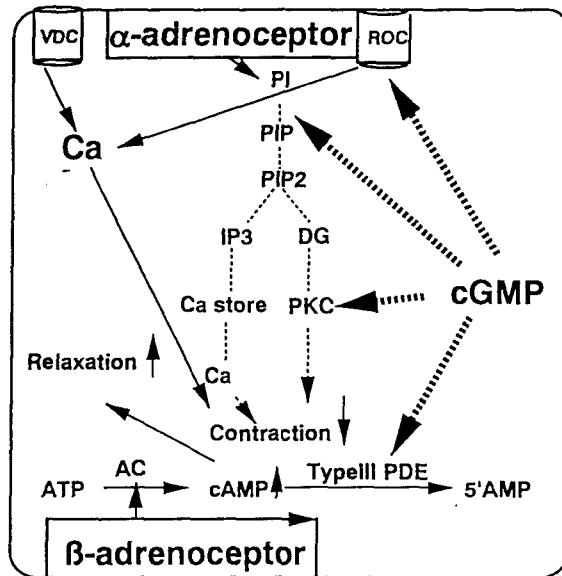 VDC
α-adrenoceptor
ROC
PI
Ca
PIP
PIP2
IP3 DG
cGMP
Ca store PKC
Relaxation
Ca
Contraction
AC TypeIII PDE
ATP cAMP 5'AMP
ß-adrenoceptor